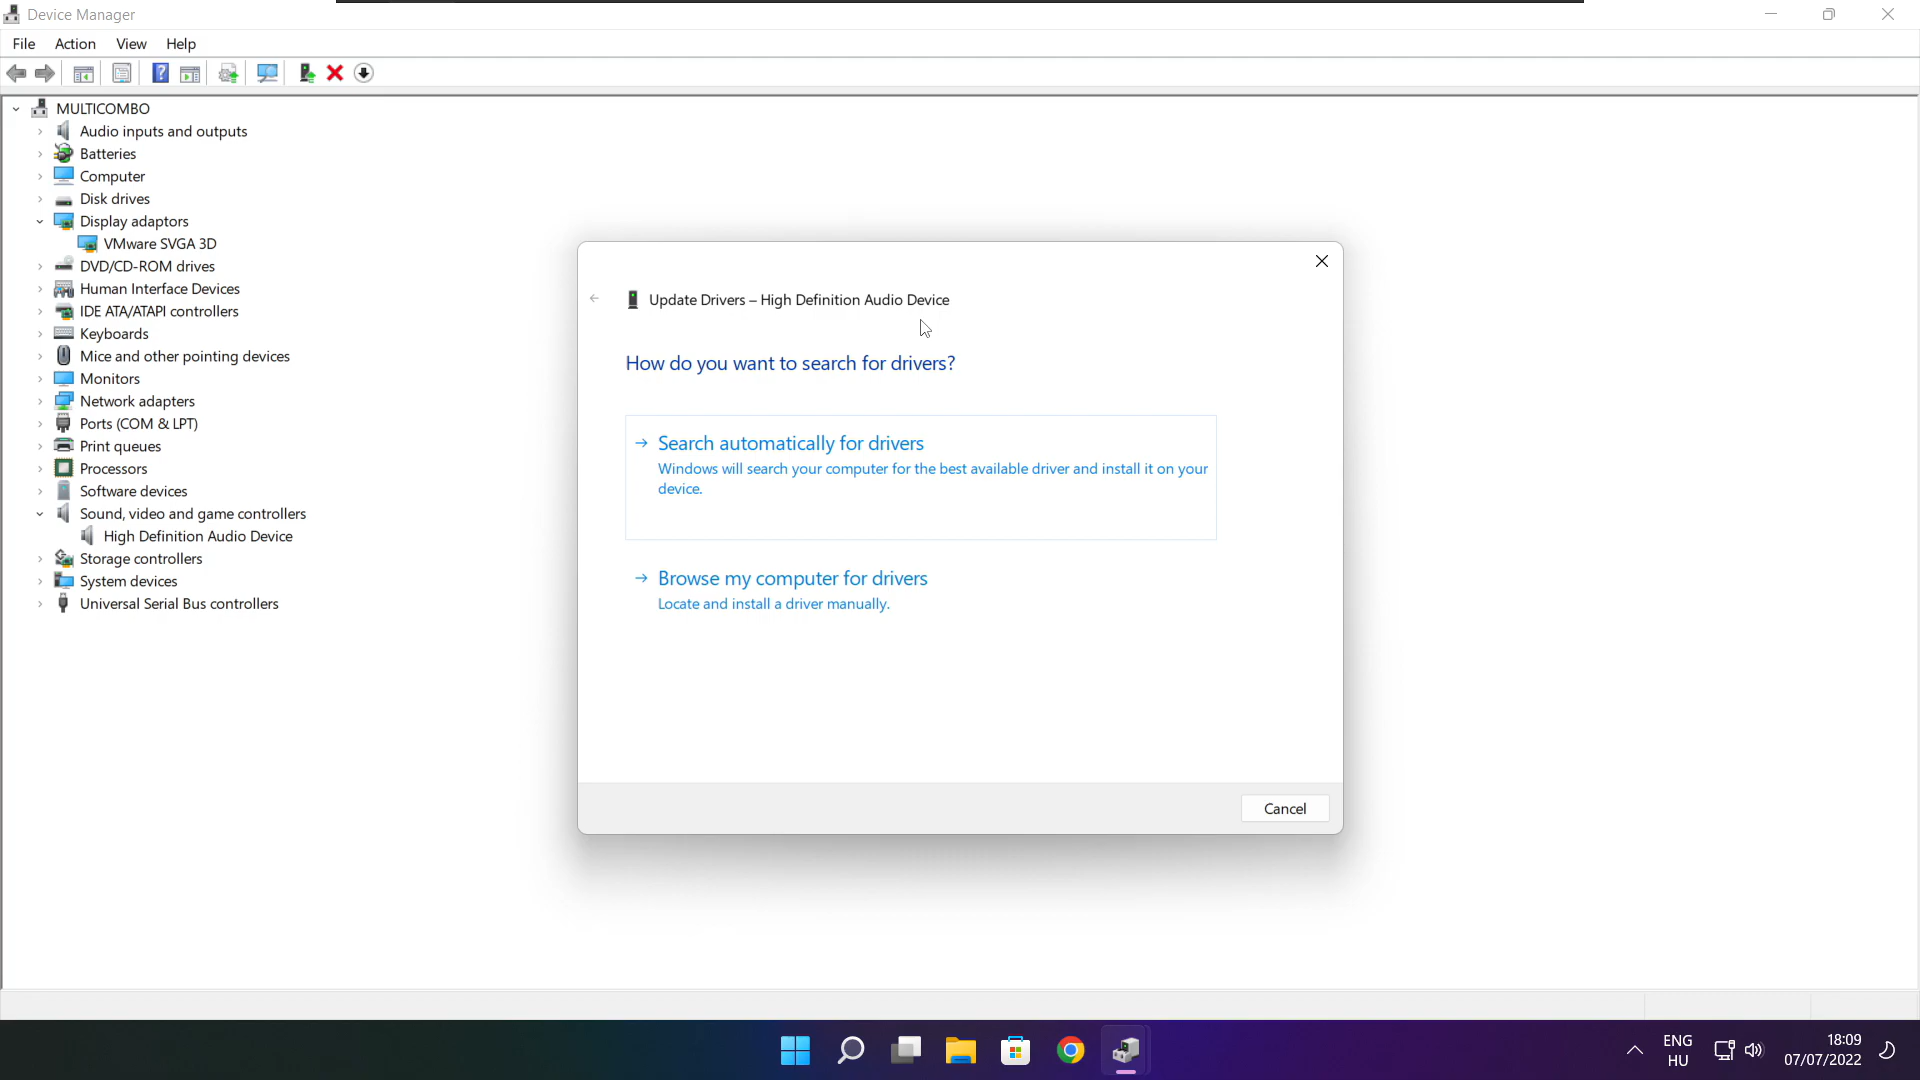 Device Manager
File Action View Help
MULTICOMBO
Audio inputs and outputs
Batteries
Computer
Disk drives
Display adaptors
VMware SVGA 3D
DVD/CD-ROM drives
Human Interface Devices
IDE ATA/ATAPI controllers
Keyboards
Mice and other pointing devices
Monitors
Network adapters
Ports (COM & LPT)
Print queues
Processors
Software devices
Sound, video and game controllers
High Definition Audio Device
Storage controllers
System devices
Universal Serial Bus controllers
Update Drivers – High Definition Audio Device
How do you want to search for drivers?
Search automatically for drivers
Windows will search your computer for the best available driver and install it on your
device.
Browse my computer for drivers
Locate and install a driver manually.
Cancel
ENG
HU
18:09
07/07/2022